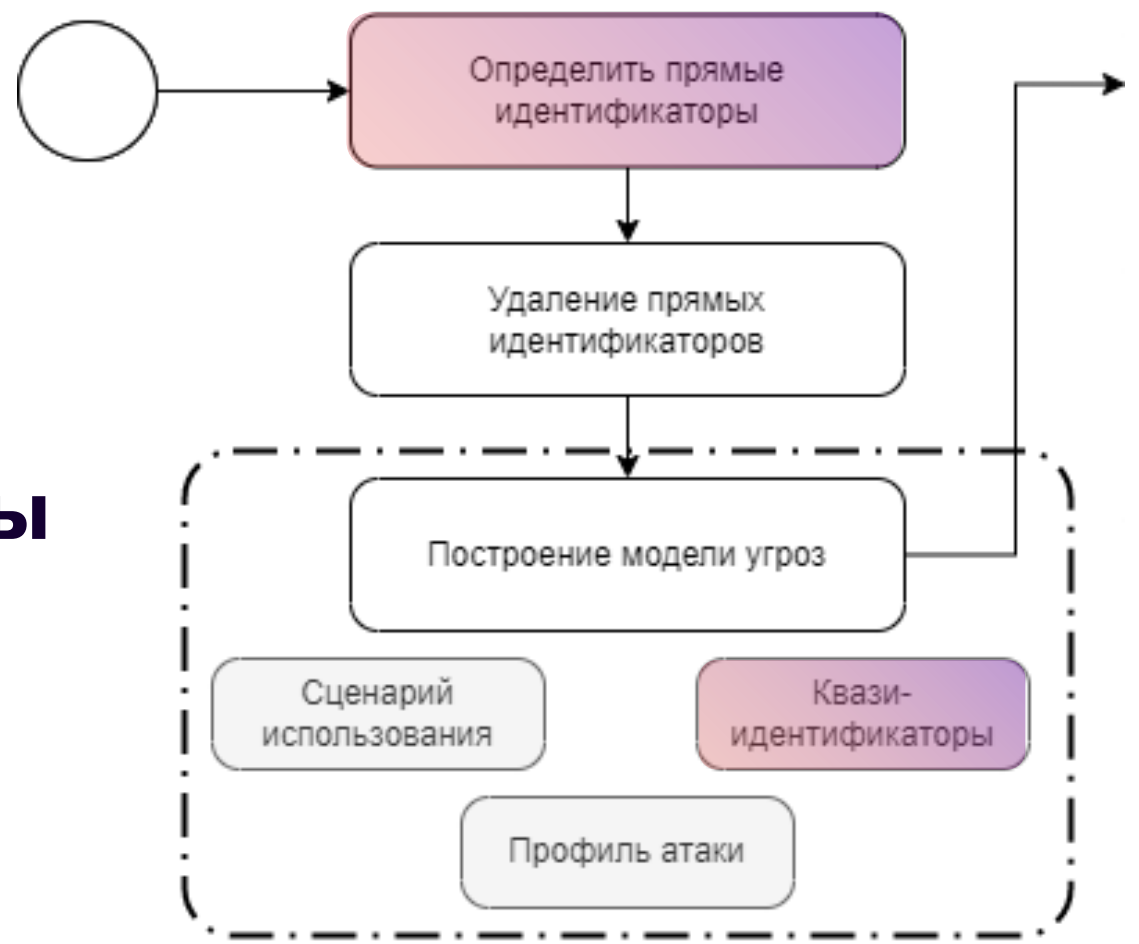 Определить прямые
идентификаторы
Удаление прямых
идентификаторов
ы
Построение модели угроз
Сценарий
использования
Квази-
идентификаторы
Профиль атаки